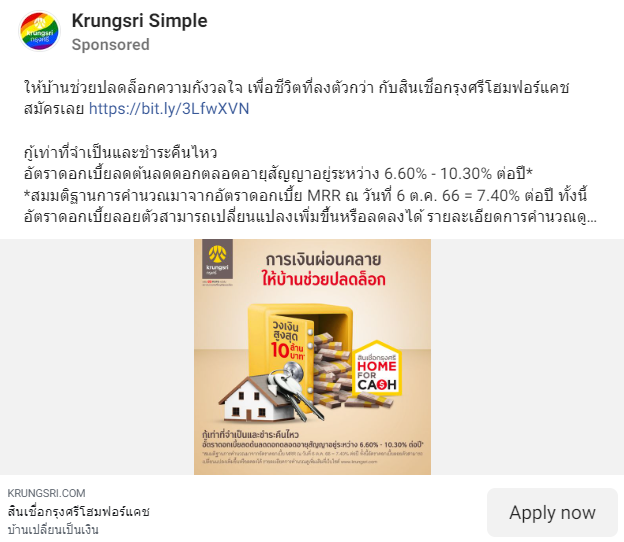 Krungsri Simple
Sponsored
ให้บ้านช่วยปลดล็อกความกังวลใจ เพื่อชีวิตที่ลงตัวกว่า กับสินเชื่อกรุงศรีโฮมฟอร์แคช
สมัครเลย https://bit.ly/3LfwXVN
กู้เท่าที่จำเป็นและชำระคืนไหว
อัตราดอกเบี้ยลดต้นลดดอกตลอดอายุสัญญาอยู่ระหว่าง 6.60% - 10.30% ต่อปี*
*สมมติฐานการคำนวณมาจากอัตราดอกเบี้ย MRR ณ วันที่ 6 ต.ค. 66 = 7.40% ต่อปี ทั้งนี้
อัตราดอกเบี้ยลอยตัวสามารถเปลี่ยนแปลงเพิ่มขึ้นหรือลดลงได้ รายละเอียดการคำนวณดู...
krungsri
กรุงศรี
การเงินผ่อนคลาย
ให้บ้านช่วยปลดล็อก
วงเงิน
สูงสุด
10 ล้าน
บาท*
สินเชื่อกรุงศรี
HOME
FOR
CASH
กู้เท่าที่จำเป็นและชำระคืนไหว
อัตราดอกเบี้ยลดต้นลดดอกตลอดอายุสัญญาอยู่ระหว่าง 6.60% - 10.30% ต่อปี*
KRUNGSRI.COM
สินเชื่อกรุงศรีโฮมฟอร์แคช
บ้านเปลี่ยนเป็นเงิน
Apply now